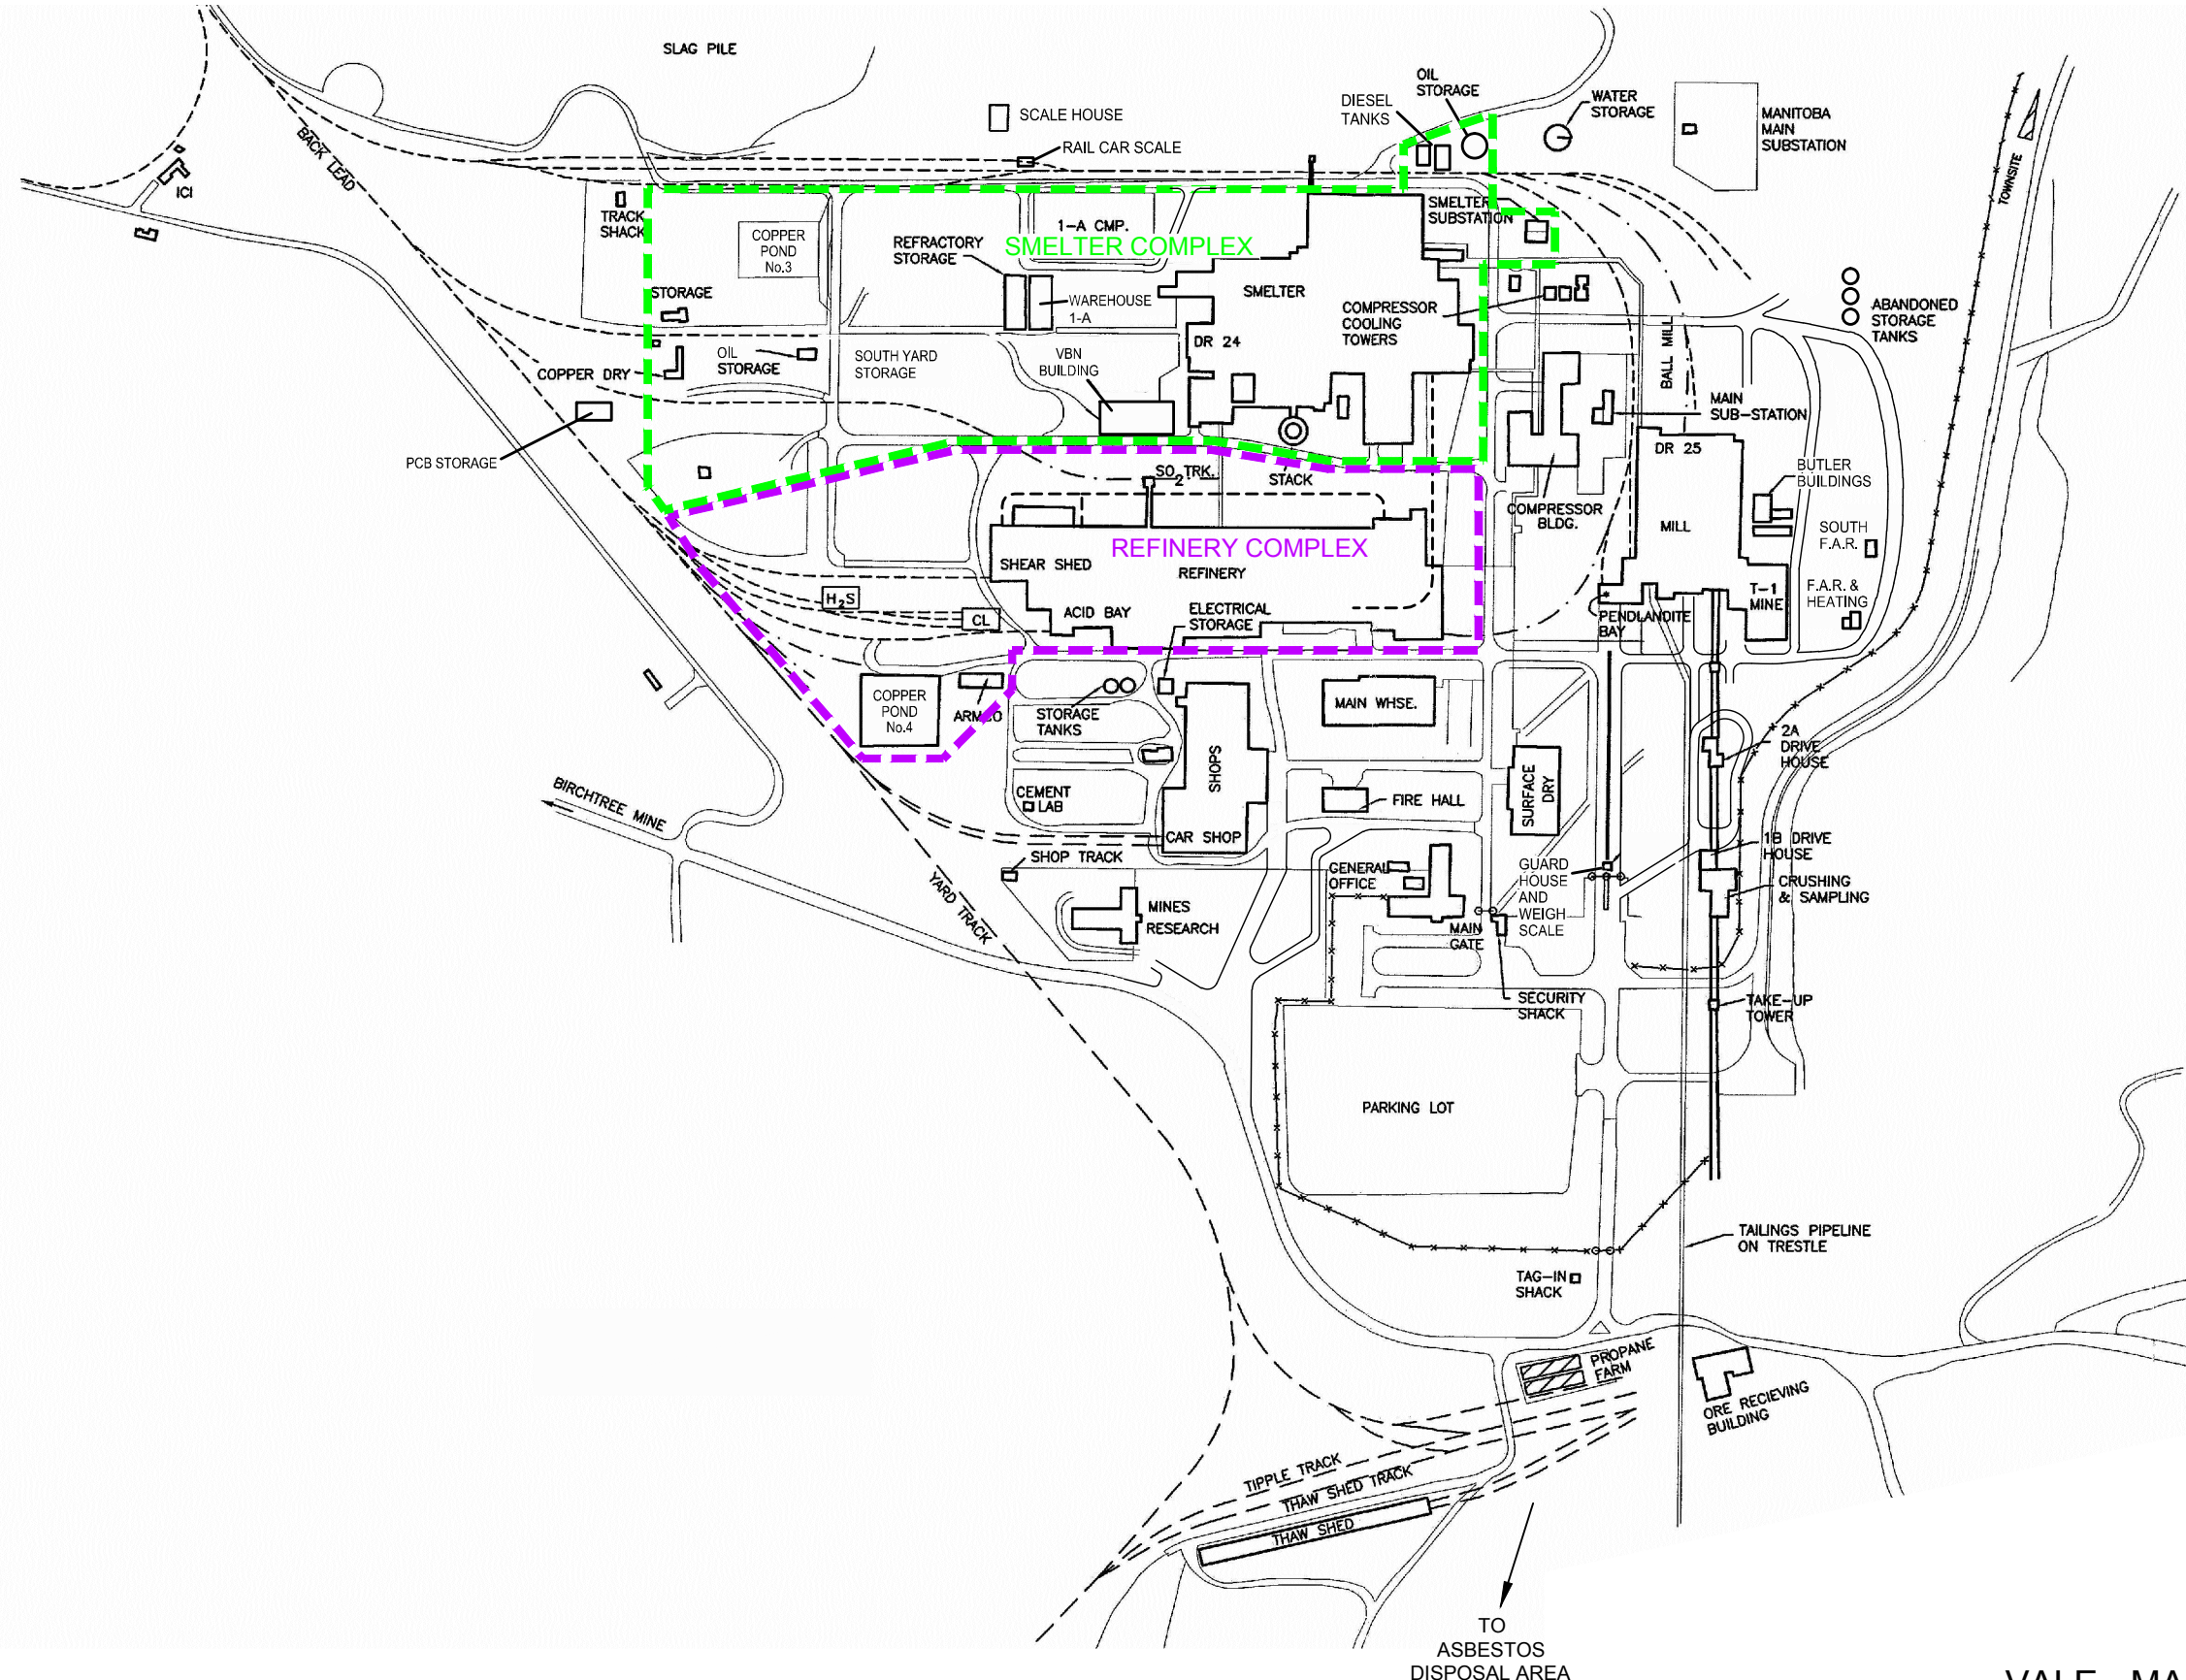 SLAG PILE
SCALE HOUSE
RAIL CAR SCALE
DIESEL
TANKS
OIL
STORAGE
WATER
STORAGE
MANITOBA
MAIN
SUBSTATION
TOWNSITE
BACK LEAD
ICI
TRACK
SHACK
COPPER
POND
No.3
REFRACTORY
STORAGE
1-A CMP.
SMELTER COMPLEX
SMELTER
SUBSTATION
STORAGE
WAREHOUSE
1-A
SMELTER
COMPRESSOR
COOLING
TOWERS
ABANDONED
STORAGE
TANKS
DR 24
BALL MILL
COPPER DRY
OIL
STORAGE
SOUTH YARD
STORAGE
VBN
BUILDING
MAIN
SUB-STATION
PCB STORAGE
DR 25
BUTLER
BUILDINGS
SO2 TRK.
STACK
COMPRESSOR
BLDG.
MILL
SOUTH
F.A.R.
REFINERY COMPLEX
SHEAR SHED
REFINERY
H2S
CL
ACID BAY
ELECTRICAL
STORAGE
PENDLANDITE
BAY
T-1
MINE
F.A.R. &
HEATING
COPPER
POND
No.4
ARMCO
STORAGE
TANKS
MAIN WHSE.
SHOPS
SURFACE
DRY
2A
DRIVE
HOUSE
BIRCHTREE MINE
CEMENT
LAB
FIRE HALL
CAR SHOP
SHOP TRACK
1B DRIVE
HOUSE
GENERAL
OFFICE
GUARD
HOUSE
AND
WEIGH
SCALE
CRUSHING
& SAMPLING
YARD TRACK
MINES
RESEARCH
MAIN
GATE
SECURITY
SHACK
TAKE-UP
TOWER
PARKING LOT
TAILINGS PIPELINE
ON TRESTLE
TAG-IN
SHACK
PROPANE
FARM
ORE RECIEVING
BUILDING
TIPPLE TRACK
THAW SHED TRACK
THAW SHED
TO
ASBESTOS
DISPOSAL AREA